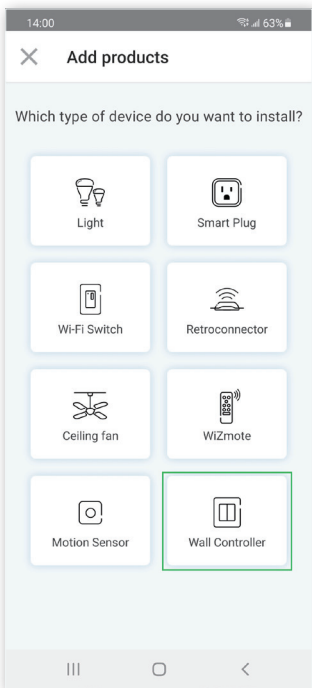 14:00 63%
Add products
Which type of device do you want to install?
Light Smart Plug
Wi-Fi Switch Retroconnector
Ceiling fan WiZmote
Motion Sensor Wall Controller